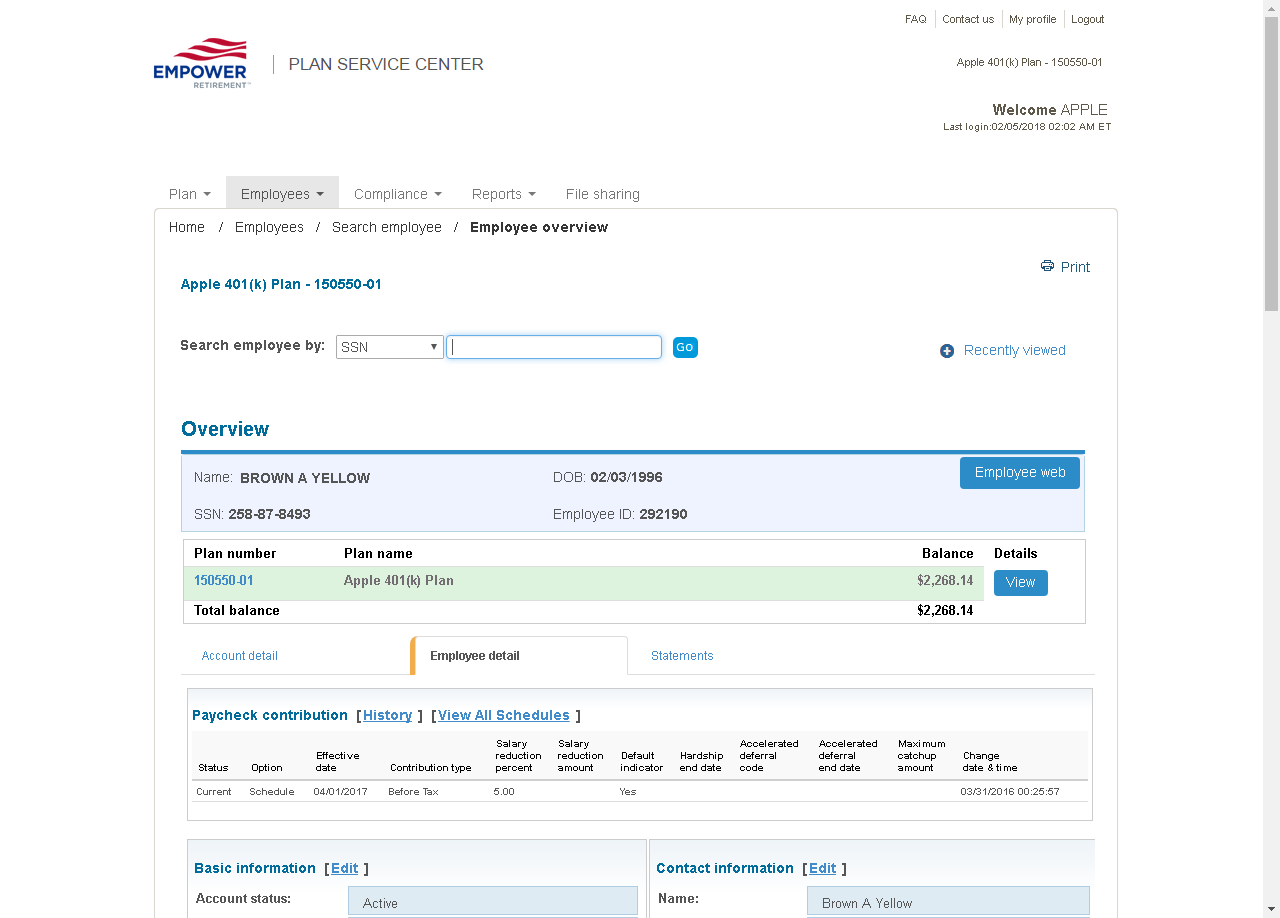 FAQ Contact us My profile Logout
EMPOWER
RETIREMENT™
PLAN SERVICE CENTER
Apple 401(k) Plan - 150550-01
Welcome APPLE
Last login:02/05/2018 02:02 AM ET
Plan Employees Compliance Reports File sharing
Home / Employees / Search employee / Employee overview
Print
Apple 401(k) Plan - 150550-01
Search employee by: SSN GO
Recently viewed
Overview
Name: BROWN A YELLOW DOB: 02/03/1996 Employee web
SSN: 258-87-8493 Employee ID: 292190
Plan number Plan name Balance Details
150550-01 Apple 401(k) Plan $2,268.14 View
Total balance $2,268.14
Account detail Employee detail Statements
Paycheck contribution [History ] [View All Schedules ]
Status Option Effective date Contribution type Salary reduction percent Salary reduction amount Default indicator Hardship end date Accelerated deferral code Accelerated deferral end date Maximum catchup amount Change date & time
Current Schedule 04/01/2017 Before Tax 5.00 Yes 03/31/2016 00:25:57
Basic information [Edit ] Contact information [Edit ]
Account status: Active Name: Brown A Yellow